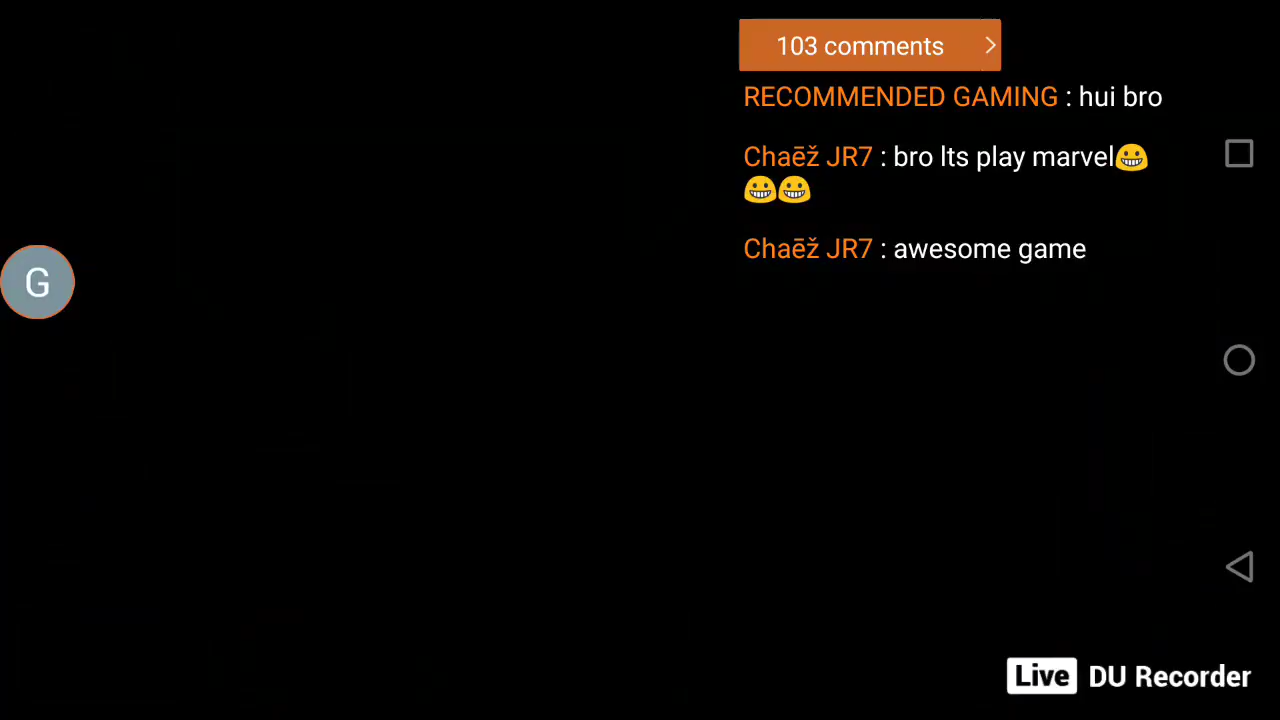 103 comments
RECOMMENDED GAMING : hui bro
Chaēž JR7 : bro lts play marvel😀
😀😀
Chaēž JR7 : awesome game
G
Live DU Recorder